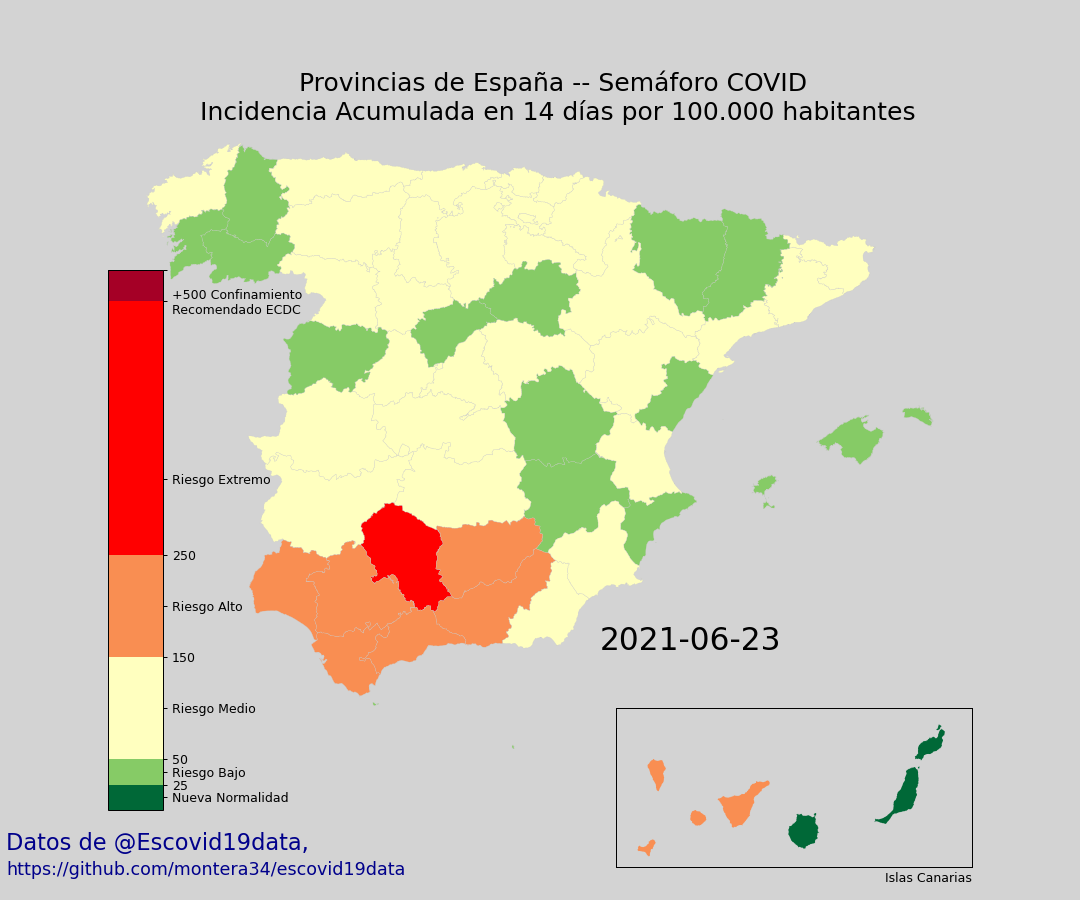 Provincias de España -- Semáforo COVID
Incidencia Acumulada en 14 días por 100.000 habitantes
+500 Confinamiento
Recomendado ECDC
Riesgo Extremo
250
Riesgo Alto
150
Riesgo Medio
50
Riesgo Bajo
25
Nueva Normalidad
2021-06-23
Islas Canarias
Datos de @Escovid19data,
https://github.com/montera34/escovid19data